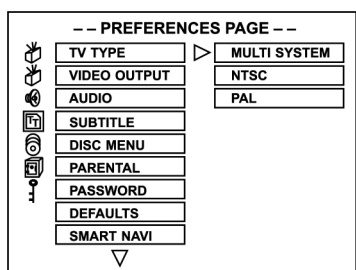 -- PREFERENCES PAGE --
TV TYPE
MULTI SYSTEM
VIDEO OUTPUT
NTSC
AUDIO
PAL
SUBTITLE
DISC MENU
PARENTAL
PASSWORD
DEFAULTS
SMART NAVI